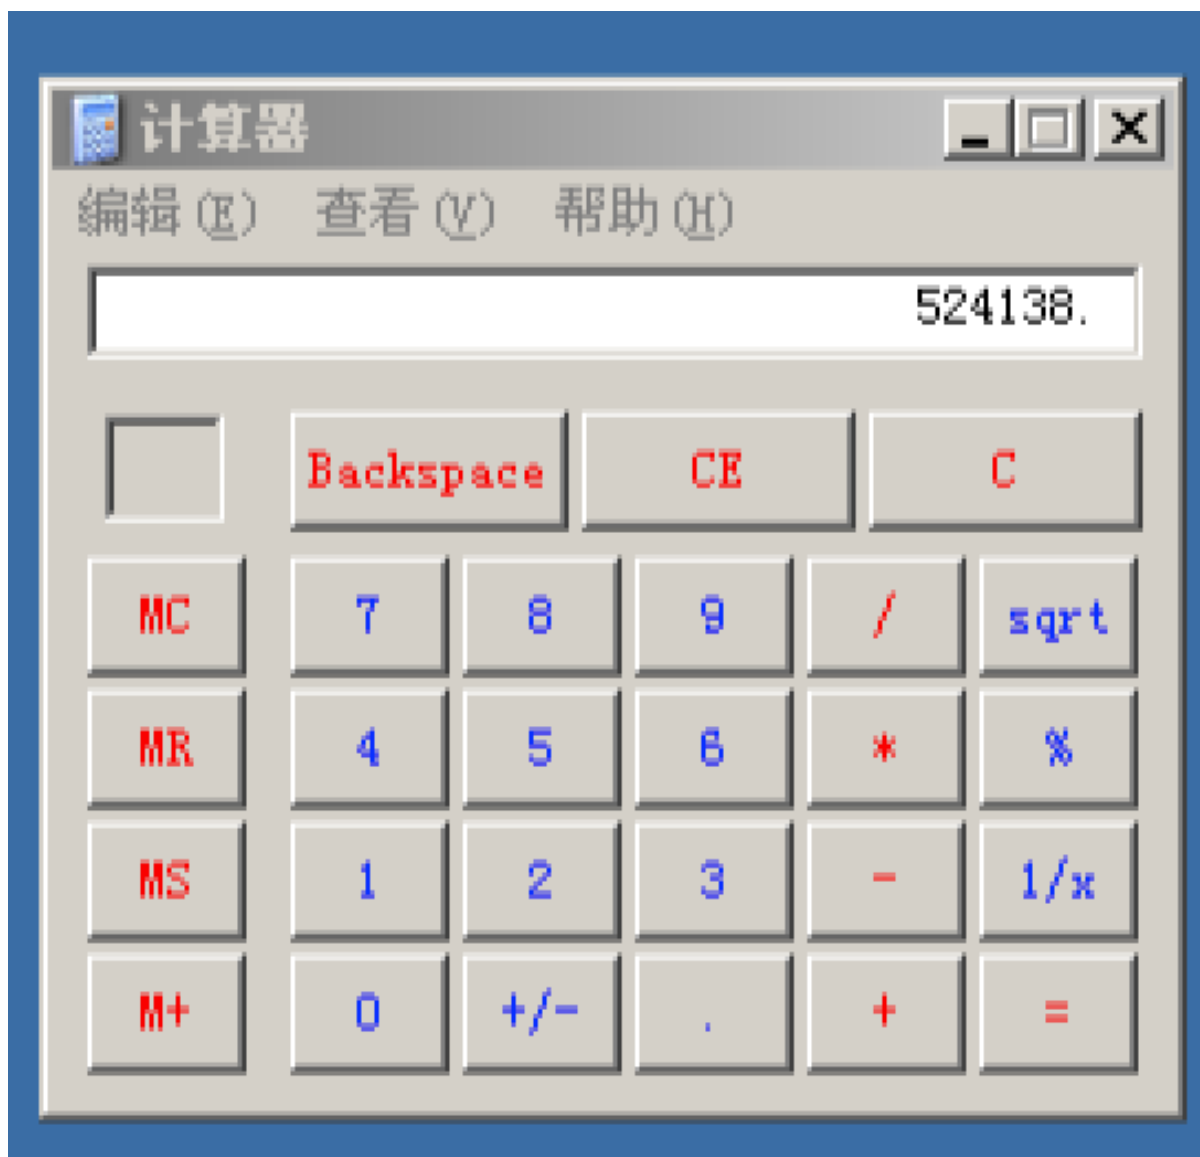 计算器
编辑(E) 查看(V) 帮助(H)
524138.
Backspace CE C
MC 7 8 9 / sqrt
MR 4 5 6 * %
MS 1 2 3 - 1/x
M+ 0 +/- . + =